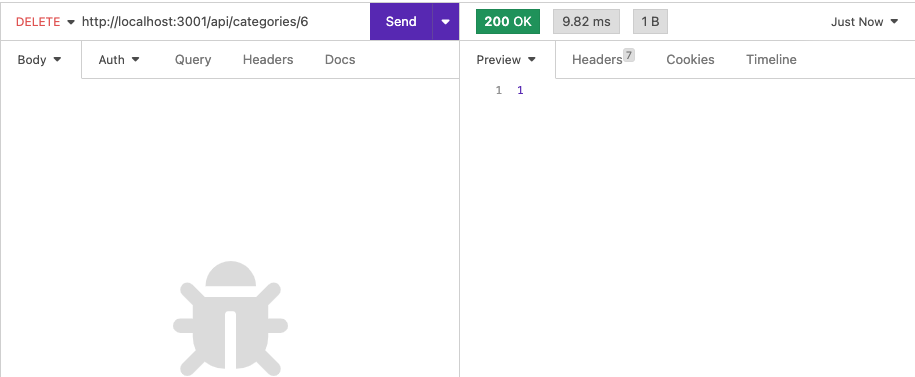 DELETE http://localhost:3001/api/categories/6 Send 200 OK 9.82 ms 1 B Just Now
Body Auth Query Headers Docs Preview Headers 7 Cookies Timeline
1 1